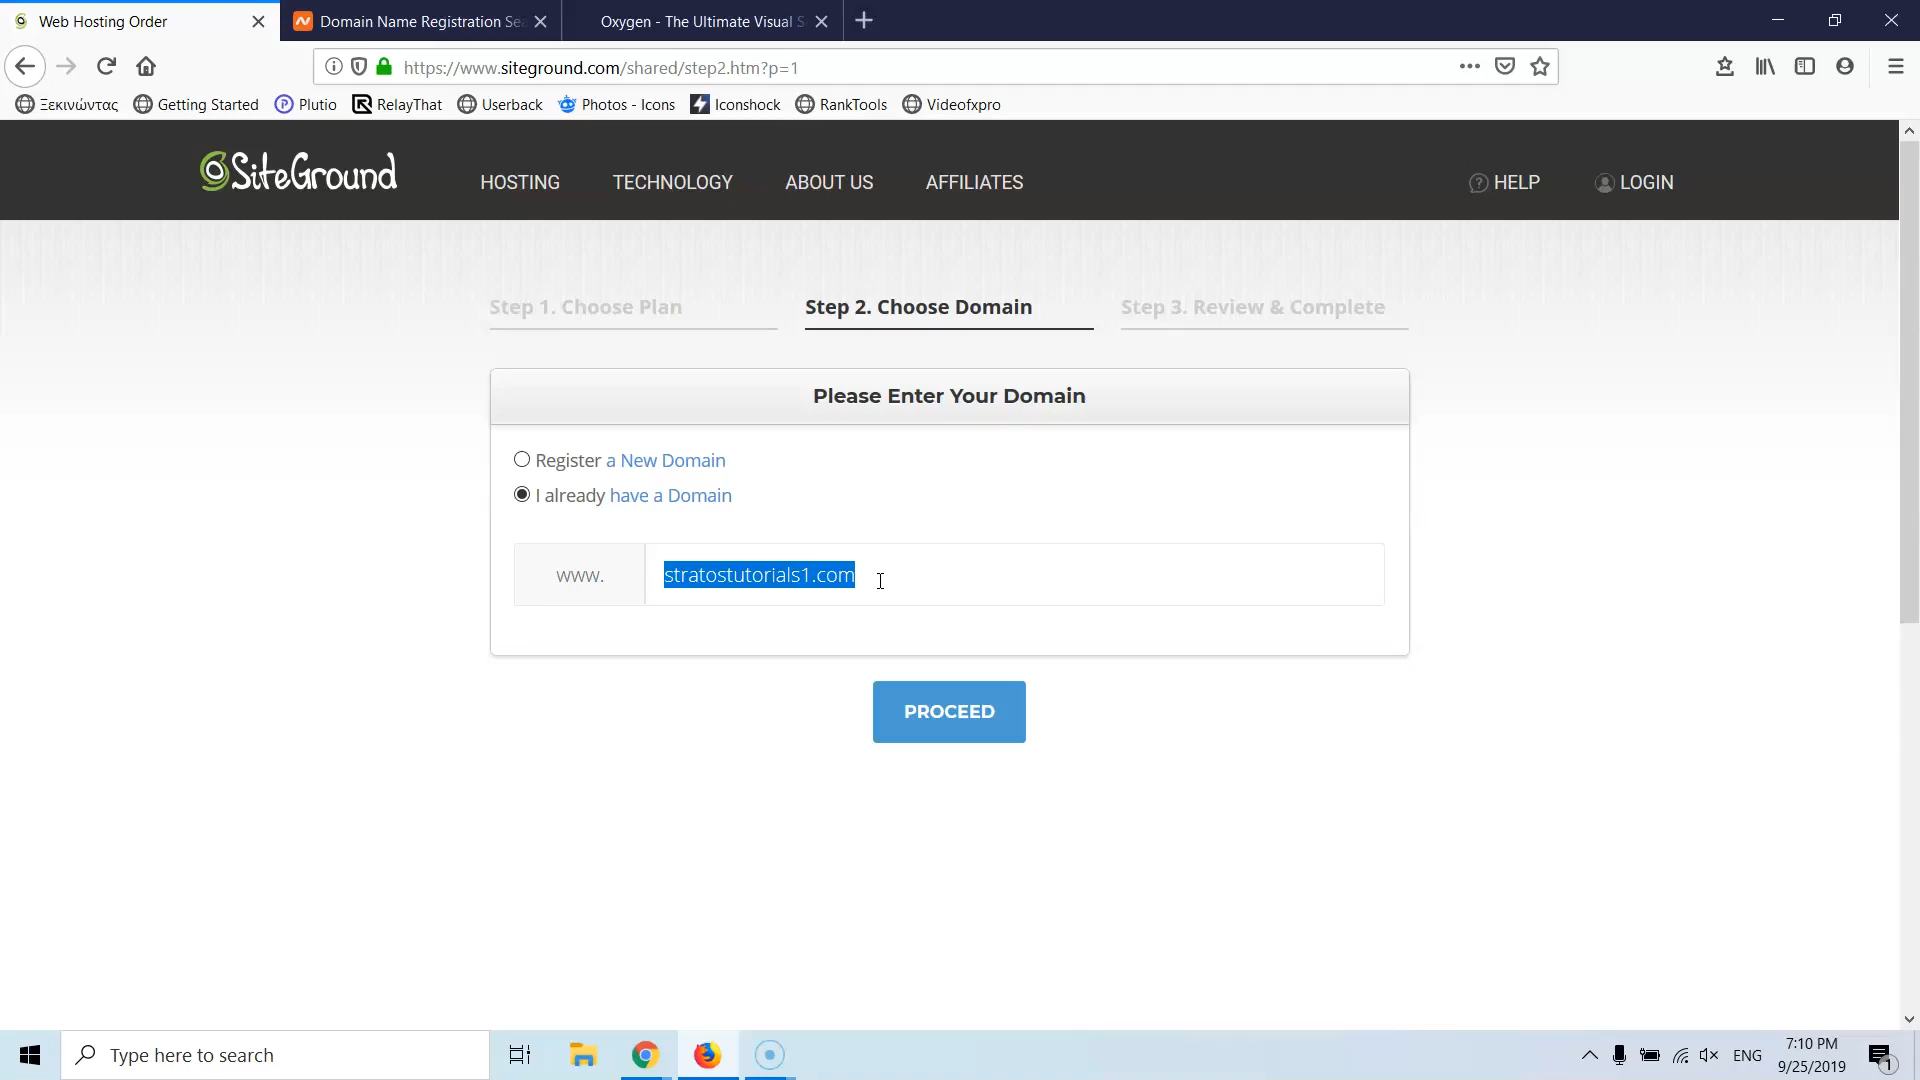 Web Hosting Order
Domain Name Registration Se
Oxygen - The Ultimate Visual S
https://www.siteground.com/shared/step2.htm?p=1
Ξεκινώντας
Getting Started
Plutio
RelayThat
Userback
Photos - Icons
Iconshock
RankTools
Videofxpro
SiteGround
HOSTING
TECHNOLOGY
ABOUT US
AFFILIATES
HELP
LOGIN
Step 1. Choose Plan
Step 2. Choose Domain
Step 3. Review & Complete
Please Enter Your Domain
Register a New Domain
I already have a Domain
www.
stratostutorials1.com
PROCEED
Type here to search
ENG
7:10 PM
9/25/2019
1